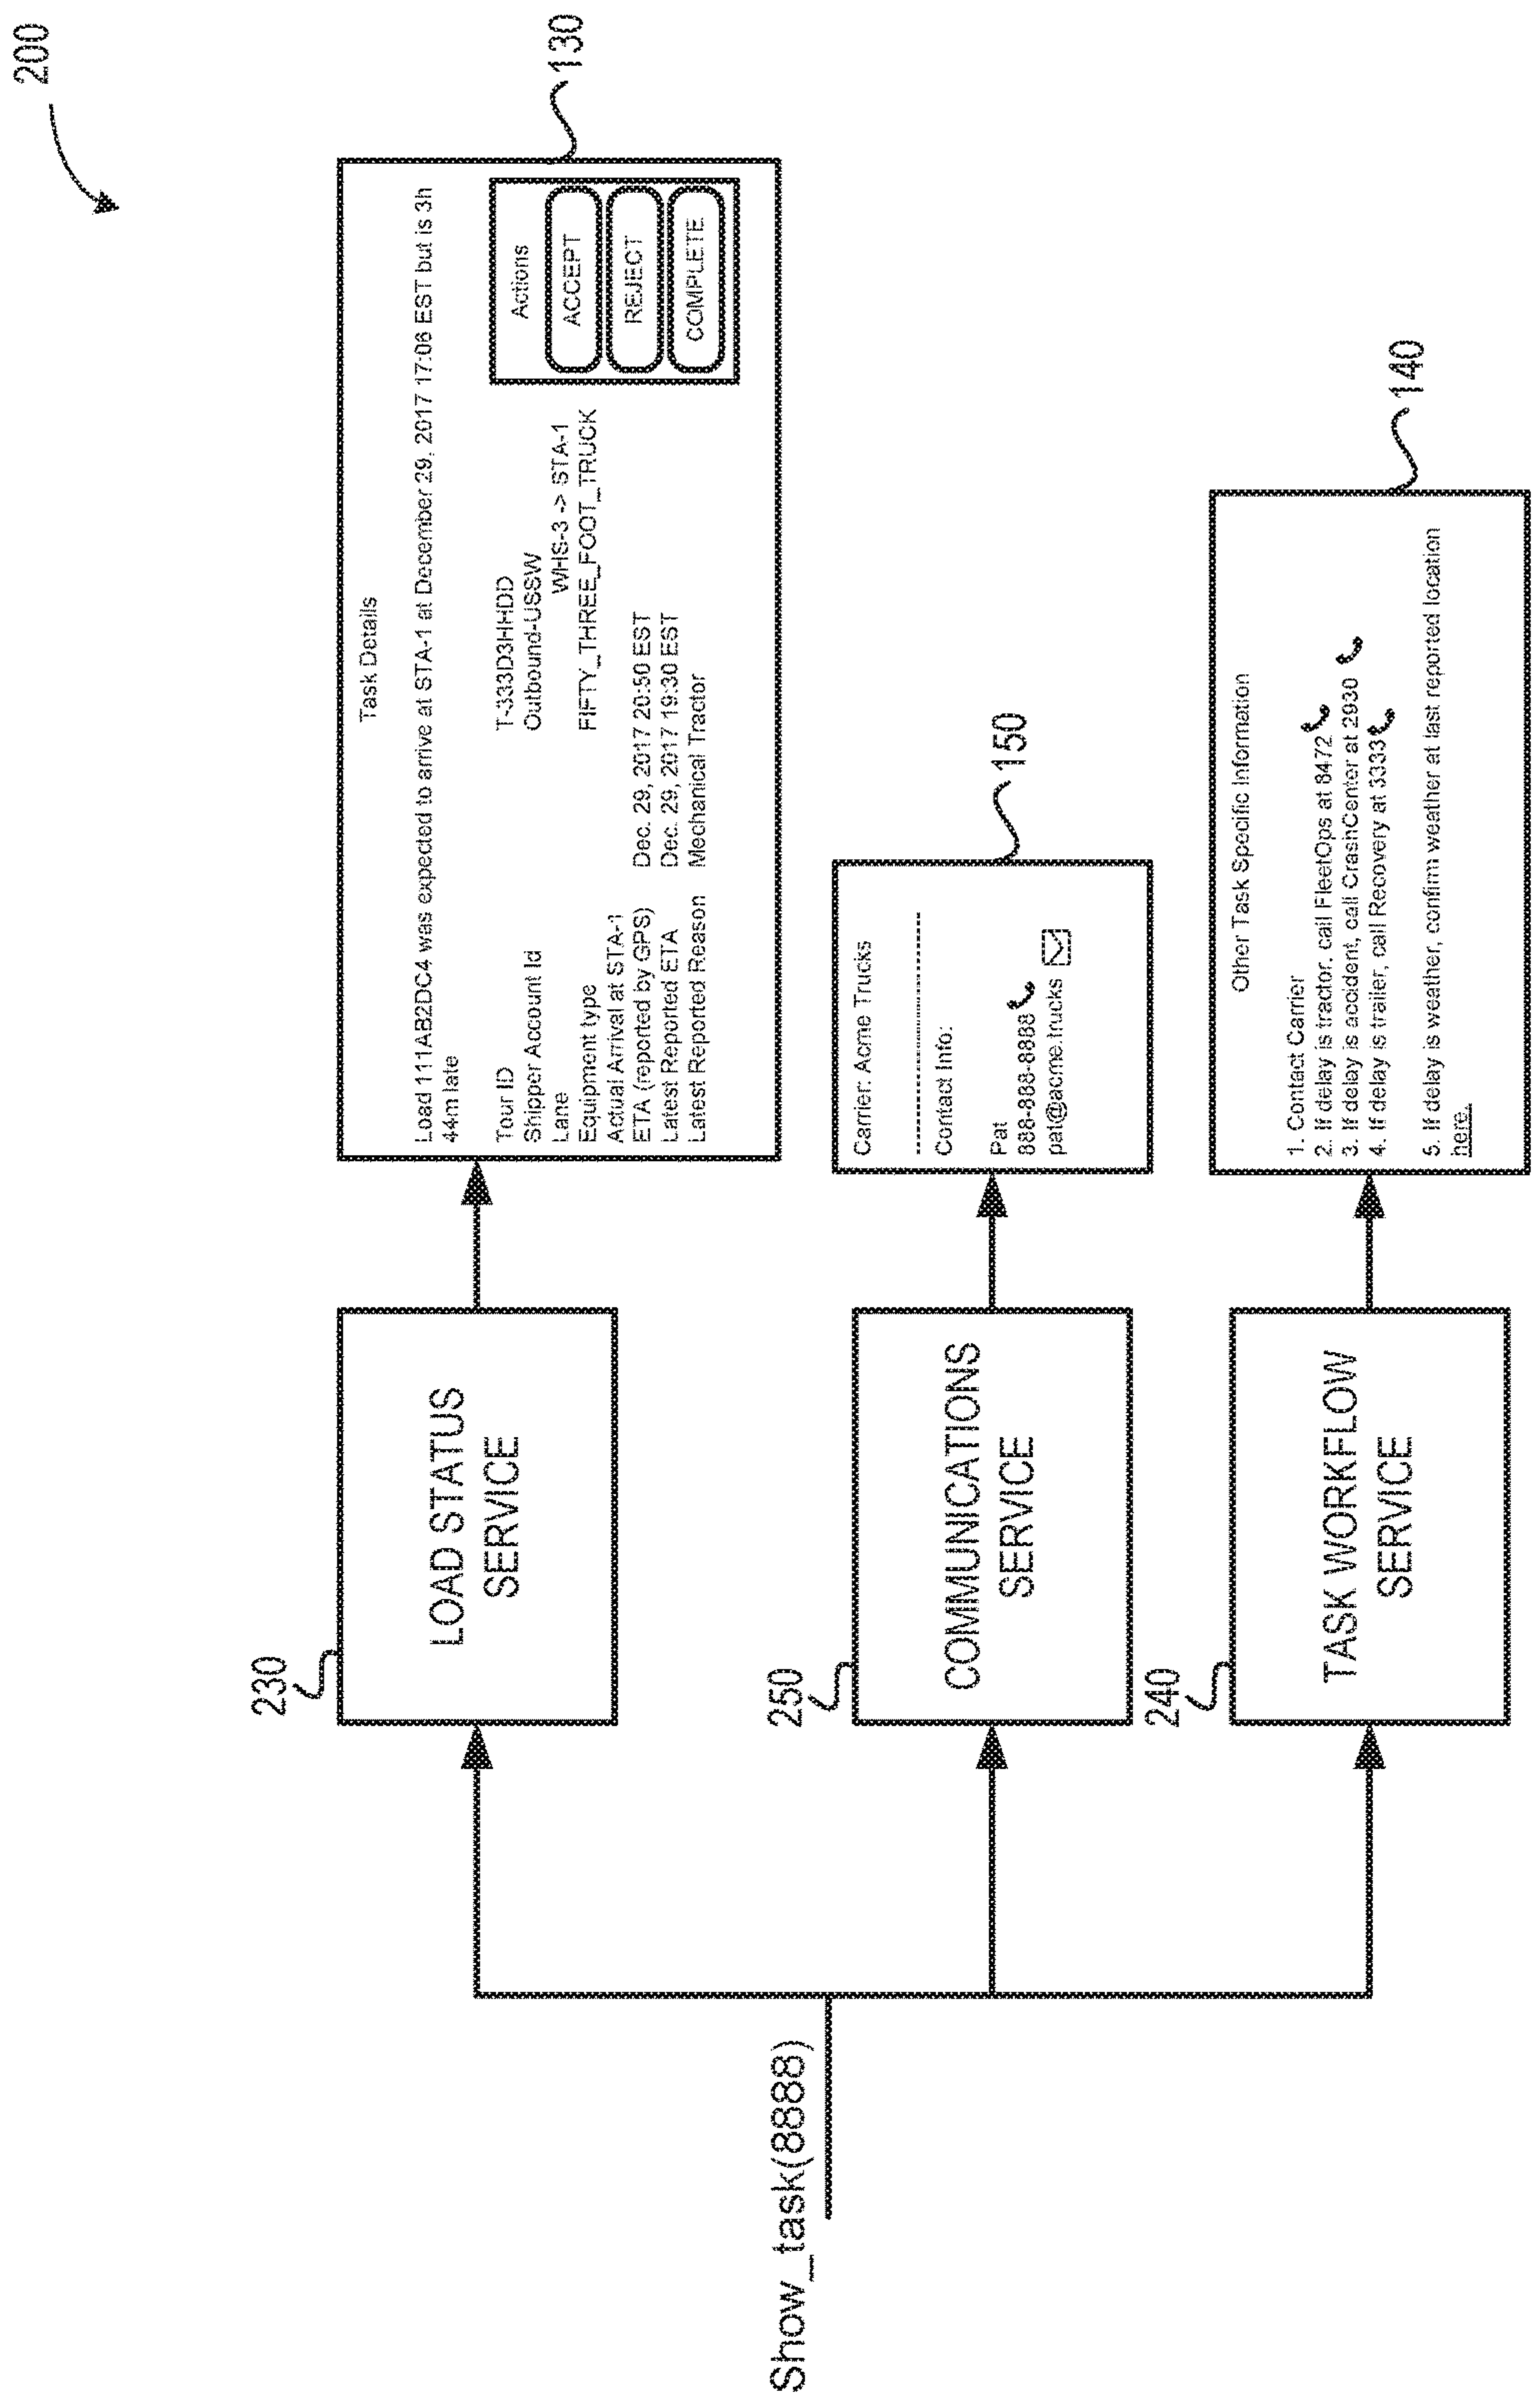 200
Show_task(8888)
230
LOAD STATUS
SERVICE
130
Task Details
Load 111AB2DC4 was expected to arrive at STA-1 at December 29, 2017 17:06 EST but is 3h
44m late
Tour ID T-333D3HHDD
Shipper Account Id Outbound-USSW
Lane WHS-3 -> STA-1
Equipment type FIFTY_THREE_FOOT_TRUCK
Actual Arrival at STA-1
ETA (reported by GPS) Dec. 29, 2017 20:50 EST
Latest Reported ETA Dec. 29, 2017 19:30 EST
Latest Reported Reason Mechanical Tractor
Actions
ACCEPT
REJECT
COMPLETE
250
COMMUNICATIONS
SERVICE
150
Carrier: Acme Trucks
Contact Info:
Pat
888-888-8888
pat@acme.trucks
240
TASK WORKFLOW
SERVICE
140
Other Task Specific Information
1. Contact Carrier
2. If delay is tractor, call FleetOps at 8472
3. If delay is accident, call CrashCenter at 2930
4. If delay is trailer, call Recovery at 3333
5. If delay is weather, confirm weather at last reported location
here.